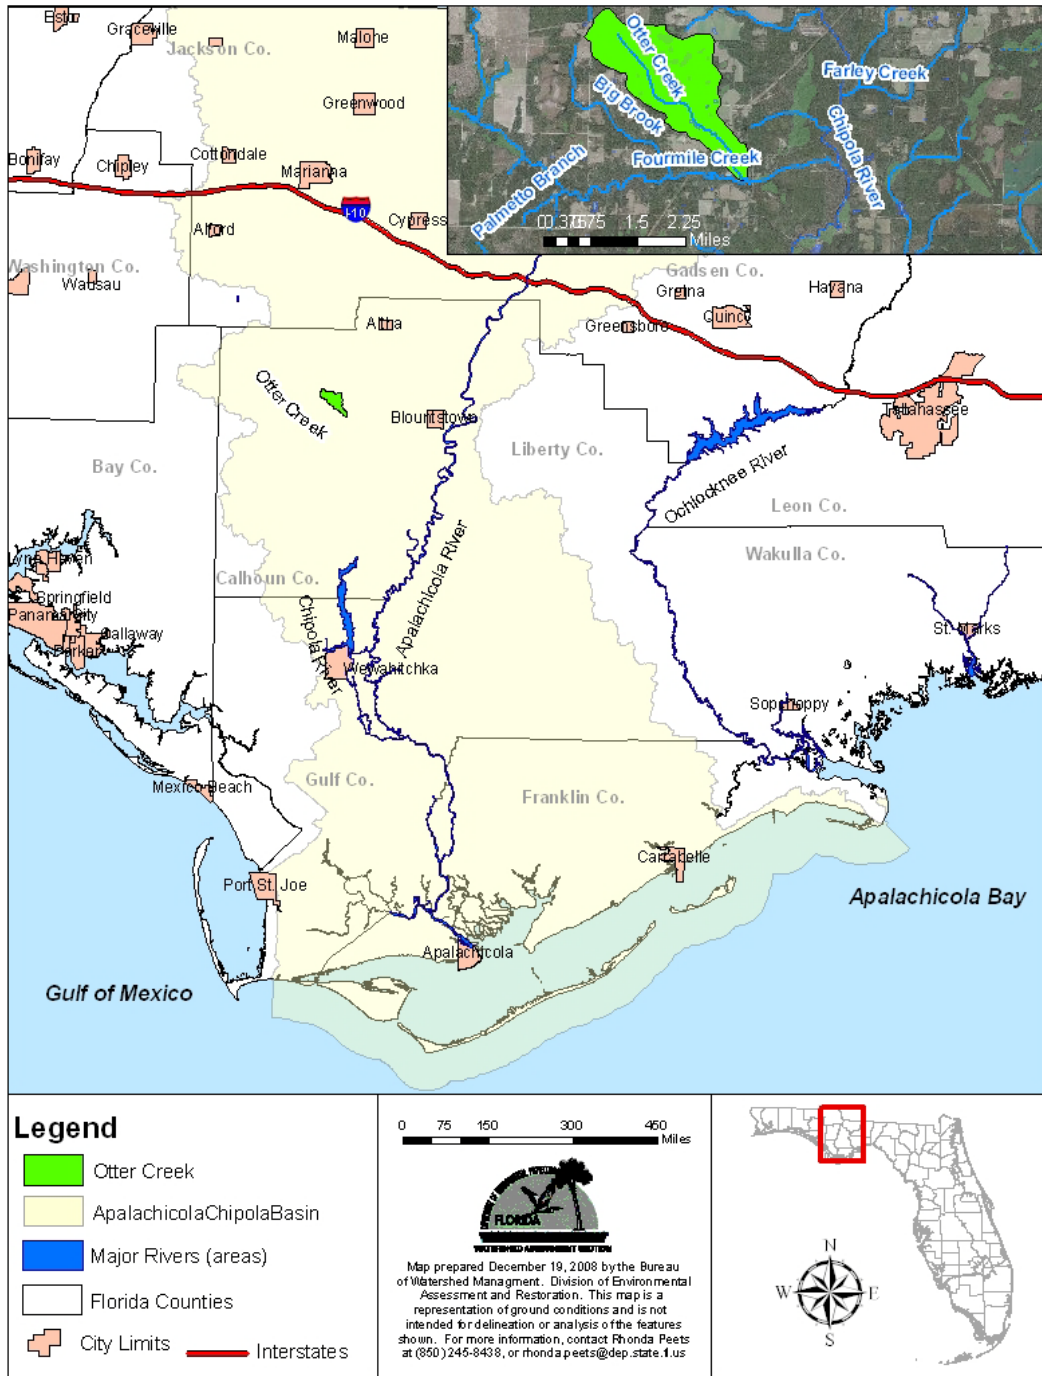 Esto
Graceville
Jackson Co.
Malone
Greenwood
Bonifay
Chipley
Cottondale
Marianna
I-10
Cypress
Alford
Washington Co.
Wausau
Otter Creek
Big Brook
Farley Creek
Chipola River
Fourmile Creek
Palmetto Branch
0 0.375.75 1.5 2.25
Miles
Gadsen Co.
Gretna
Havana
Quincy
Greensboro
Altha
Otter Creek
Blountstown
Tallahassee
Liberty Co.
Ochlocknee River
Bay Co.
Leon Co.
Wakulla Co.
Lynn Haven
Springfield
Panama City
Callaway
Parker
Calhoun Co.
Chipola River
Apalachicola River
Wewahitchka
St. Marks
Sopchoppy
Mexico Beach
Gulf Co.
Franklin Co.
Carrabelle
Port St. Joe
Apalachicola Bay
Apalachicola
Gulf of Mexico
Legend
Otter Creek
ApalachicolaChipolaBasin
Major Rivers (areas)
Florida Counties
City Limits
Interstates
0 75 150 300 450
Miles
FLORIDA
WATERSHED ASSESSMENT SECTION
Map prepared December 19, 2008 by the Bureau
of Watershed Managment. Division of Environmental
Assessment and Restoration. This map is a
representation of ground conditions and is not
intended for delineation or analysis of the features
shown. For more information, contact Rhonda Peets
at (850)245-8438, or rhonda.peets@dep.state.fl.us
N
W
E
S